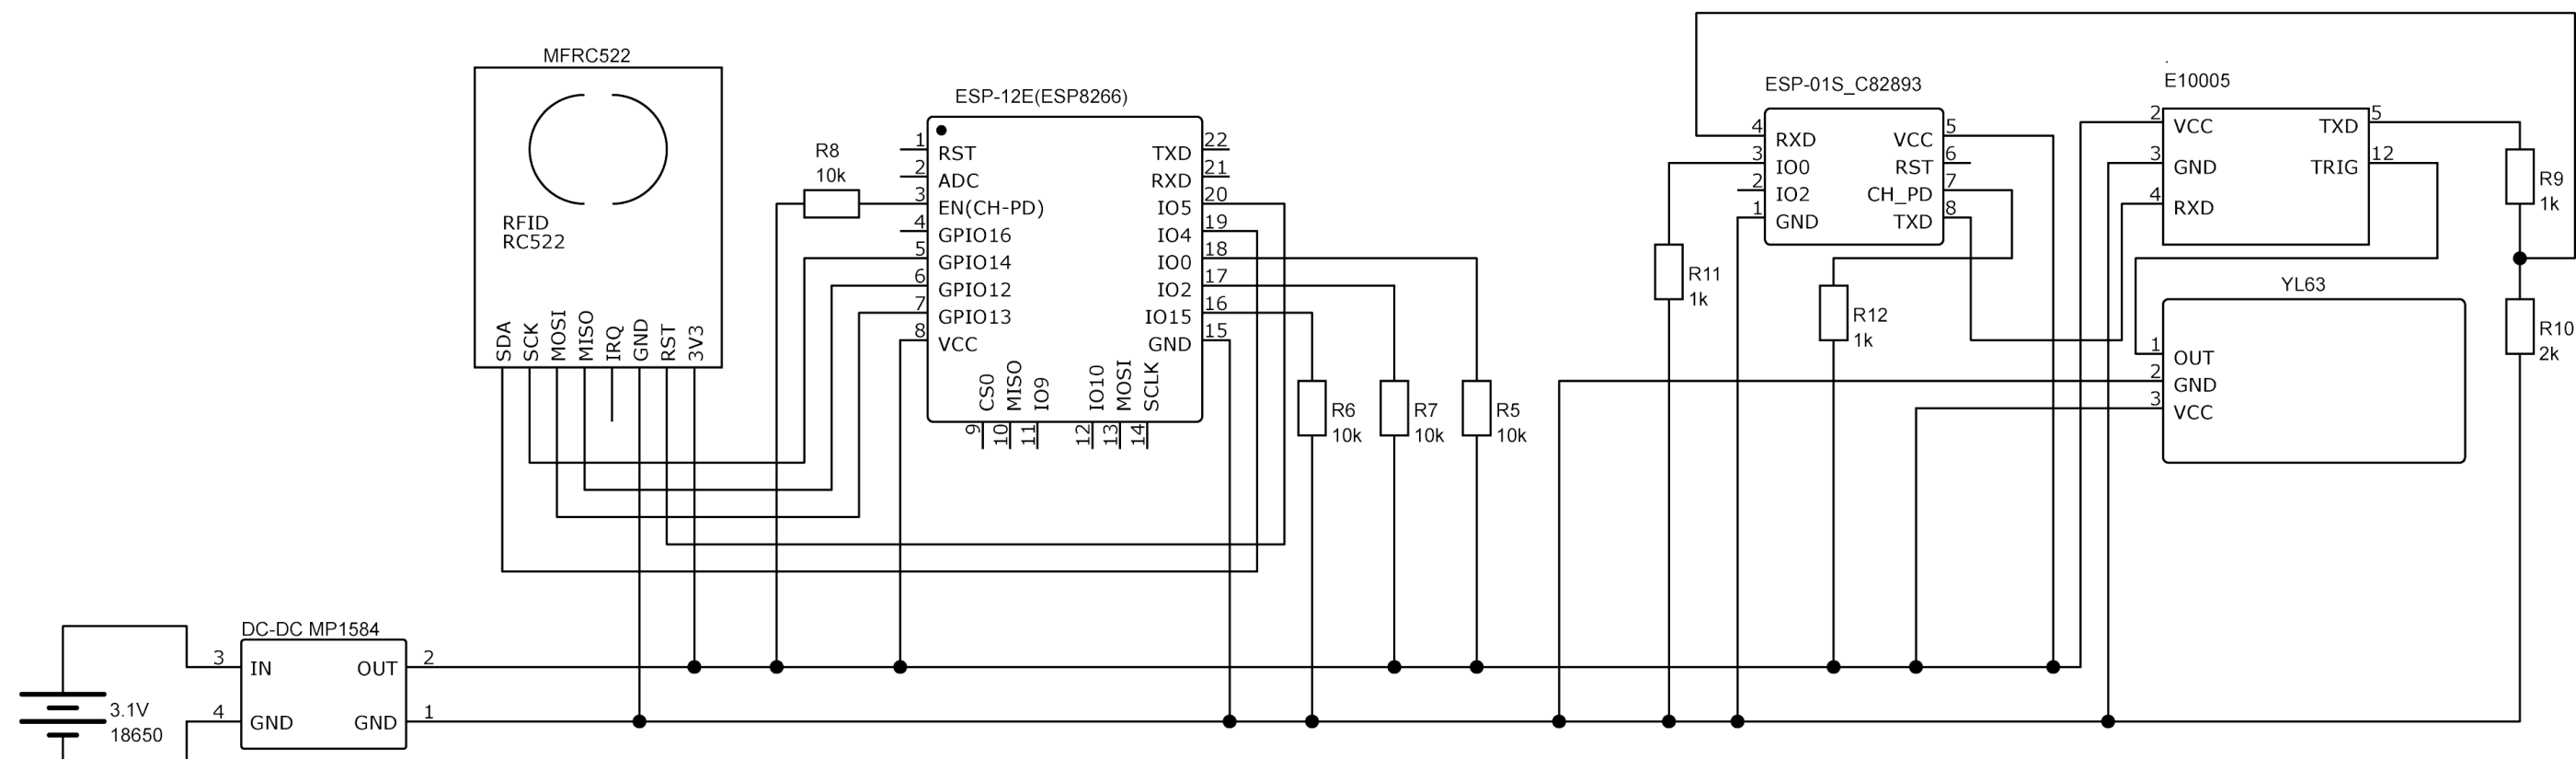 MFRC522
RFID
RC522
SDA
SCK
MOSI
MISO
IRQ
GND
RST
3V3
R8
10k
ESP-12E(ESP8266)
1 RST
2 ADC
3 EN(CH-PD)
4 GPIO16
5 GPIO14
6 GPIO12
7 GPIO13
8 VCC
TXD 22
RXD 21
IO5 20
IO4 19
IO0 18
IO2 17
IO15 16
GND 15
CS0
MISO
IO9
IO10
MOSI
SCLK
9
10
11
12
13
14
R6
10k
R7
10k
R5
10k
ESP-01S_C82893
4 RXD
3 IO0
2 IO2
1 GND
VCC 5
RST 6
CH_PD 7
TXD 8
R11
1k
R12
1k
E10005
2 VCC
3 GND
4 RXD
TXD 5
TRIG 12
R9
1k
R10
2k
YL63
1 OUT
2 GND
3 VCC
DC-DC MP1584
3 IN
4 GND
OUT 2
GND 1
3.1V
18650